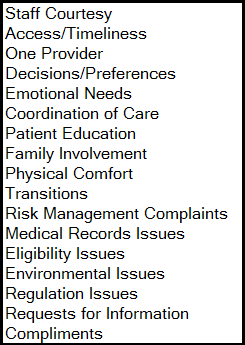 Staff Courtesy
Access/Timeliness
One Provider
Decisions/Preferences
Emotional Needs
Coordination of Care
Patient Education
Family Involvement
Physical Comfort
Transitions
Risk Management Complaints
Medical Records Issues
Eligibility Issues
Environmental Issues
Regulation Issues
Requests for Information
Compliments